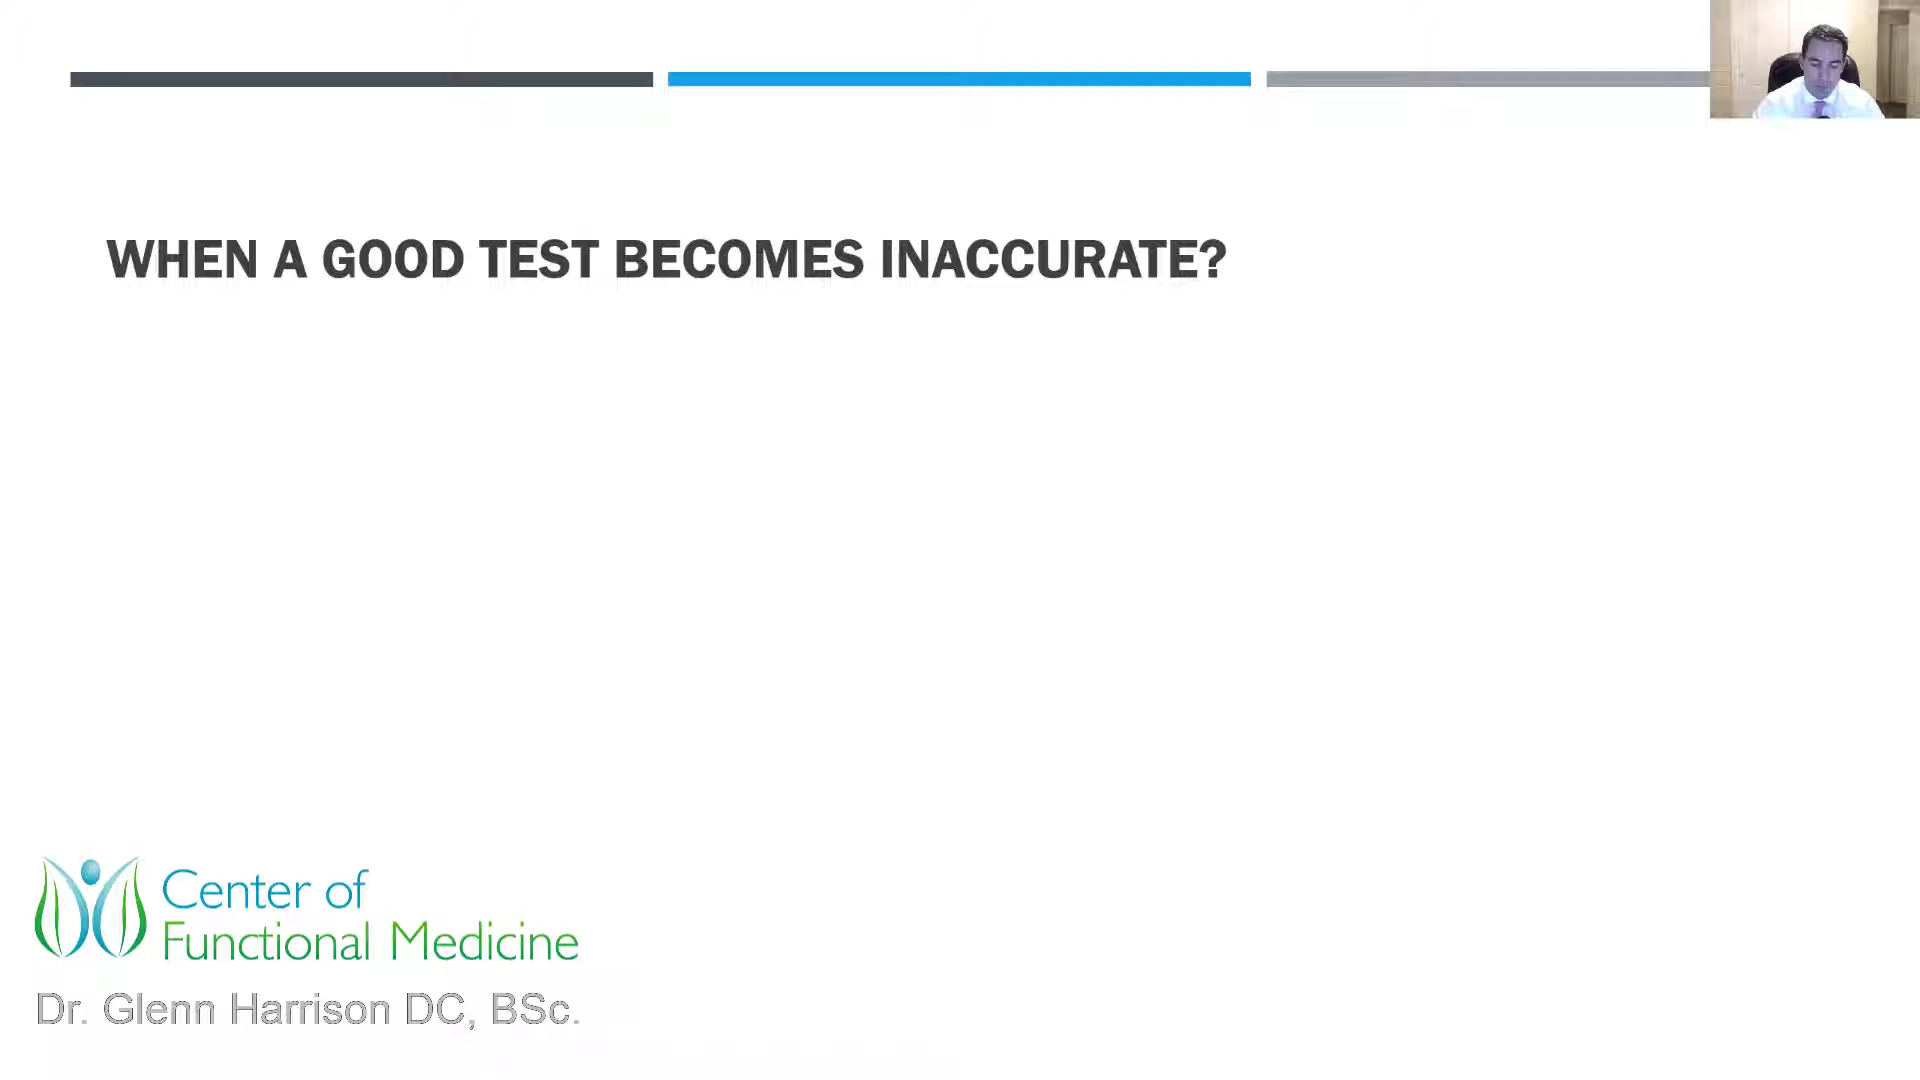 WHEN A GOOD TEST BECOMES INACCURATE?
Center of
Functional Medicine
Dr. Glenn Harrison DC, BSc.